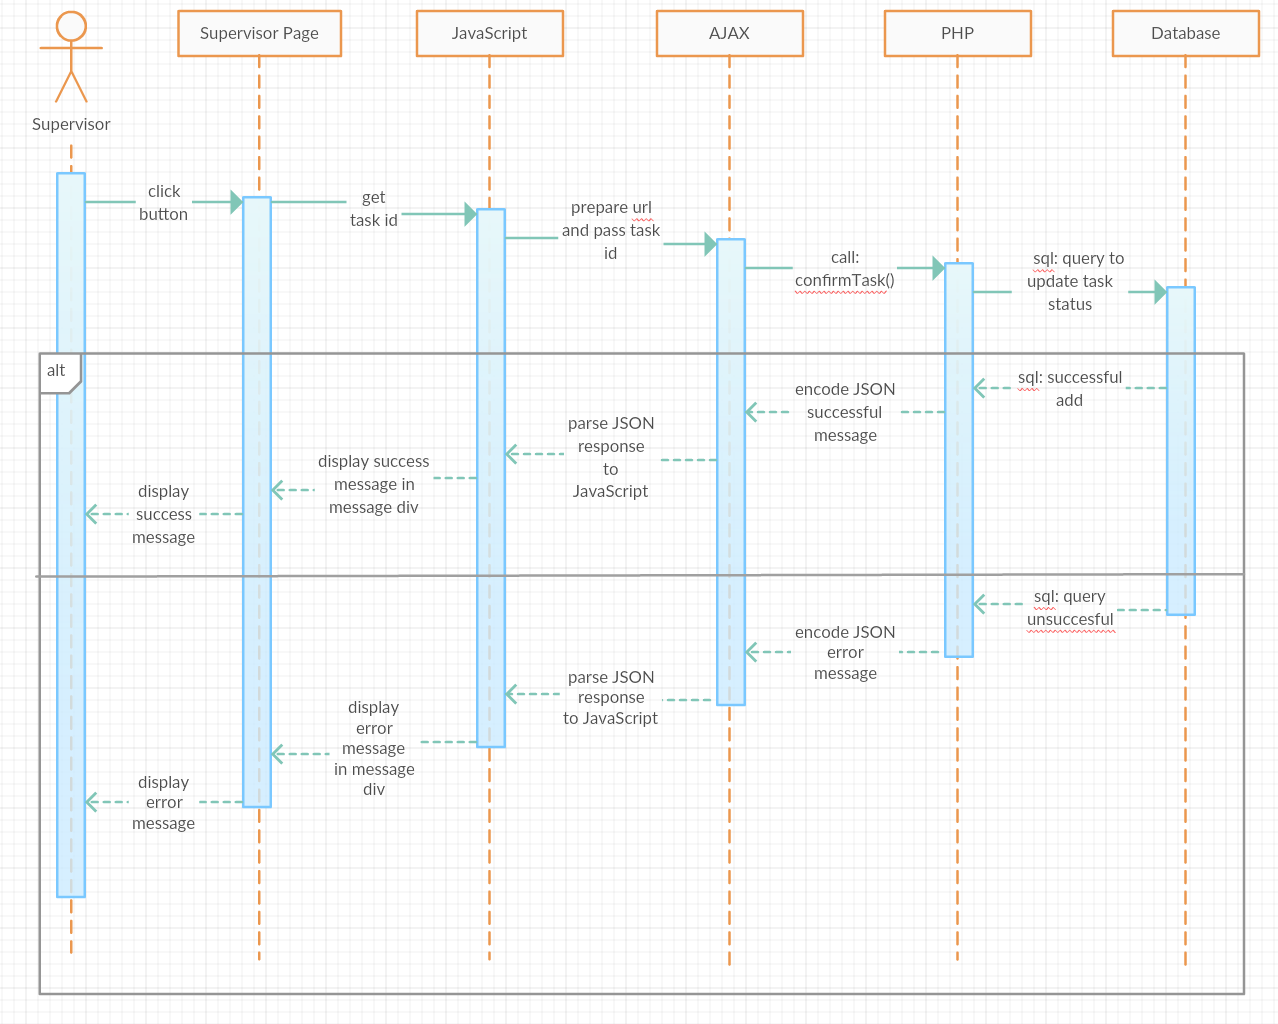 Supervisor Page
JavaScript
AJAX
PHP
Database
Supervisor
click
button
get
task id
prepare url
and pass task
id
call:
confirmTask()
sql: query to
update task
status
alt
sql: successful
add
encode JSON
successful
message
parse JSON
response
to
JavaScript
display success
message in
message div
display
success
message
sql: query
unsuccesful
encode JSON
error
message
parse JSON
response
to JavaScript
display
error
message
in message
div
display
error
message